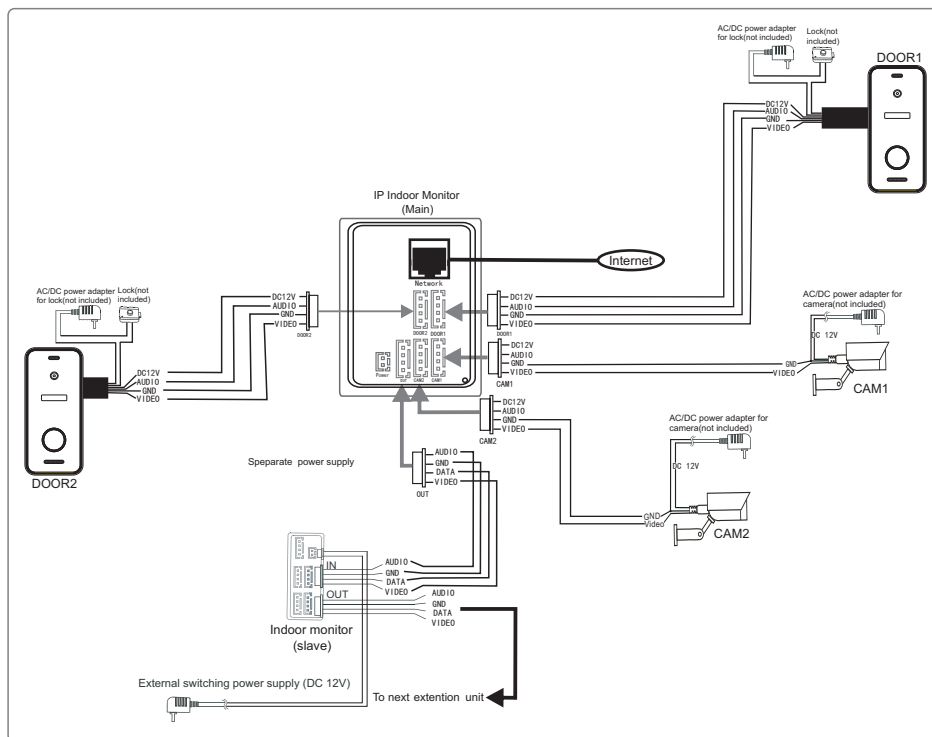 AC/DC power adapter
for lock(not included)
Lock(not
included)
DOOR1
DC12V
AUDIO
GND
VIDEO
IP Indoor Monitor
(Main)
Internet
Network
AC/DC power adapter
for lock(not included)
Lock(not
included)
DC12V
AUDIO
GND
VIDEO
DOOR2
DOOR2
DOOR1
DOOR1
DC12V
AUDIO
GND
VIDEO
AC/DC power adapter for
camera(not included)
DC 12V
Power
OUT
CAM2
CAM1
DC12V
AUDIO
GND
VIDEO
CAM1
GND
VIDEO
CAM1
DC12V
AUDIO
GND
VIDEO
DOOR2
DC12V
AUDIO
GND
VIDEO
CAM2
AC/DC power adapter for
camera(not included)
DC 12V
GND
Video
CAM2
Speparate power supply
AUDIO
GND
DATA
VIDEO
OUT
IN
AUDIO
GND
DATA
VIDEO
OUT
AUDIO
GND
DATA
VIDEO
Indoor monitor
(slave)
External switching power supply (DC 12V)
To next extention unit